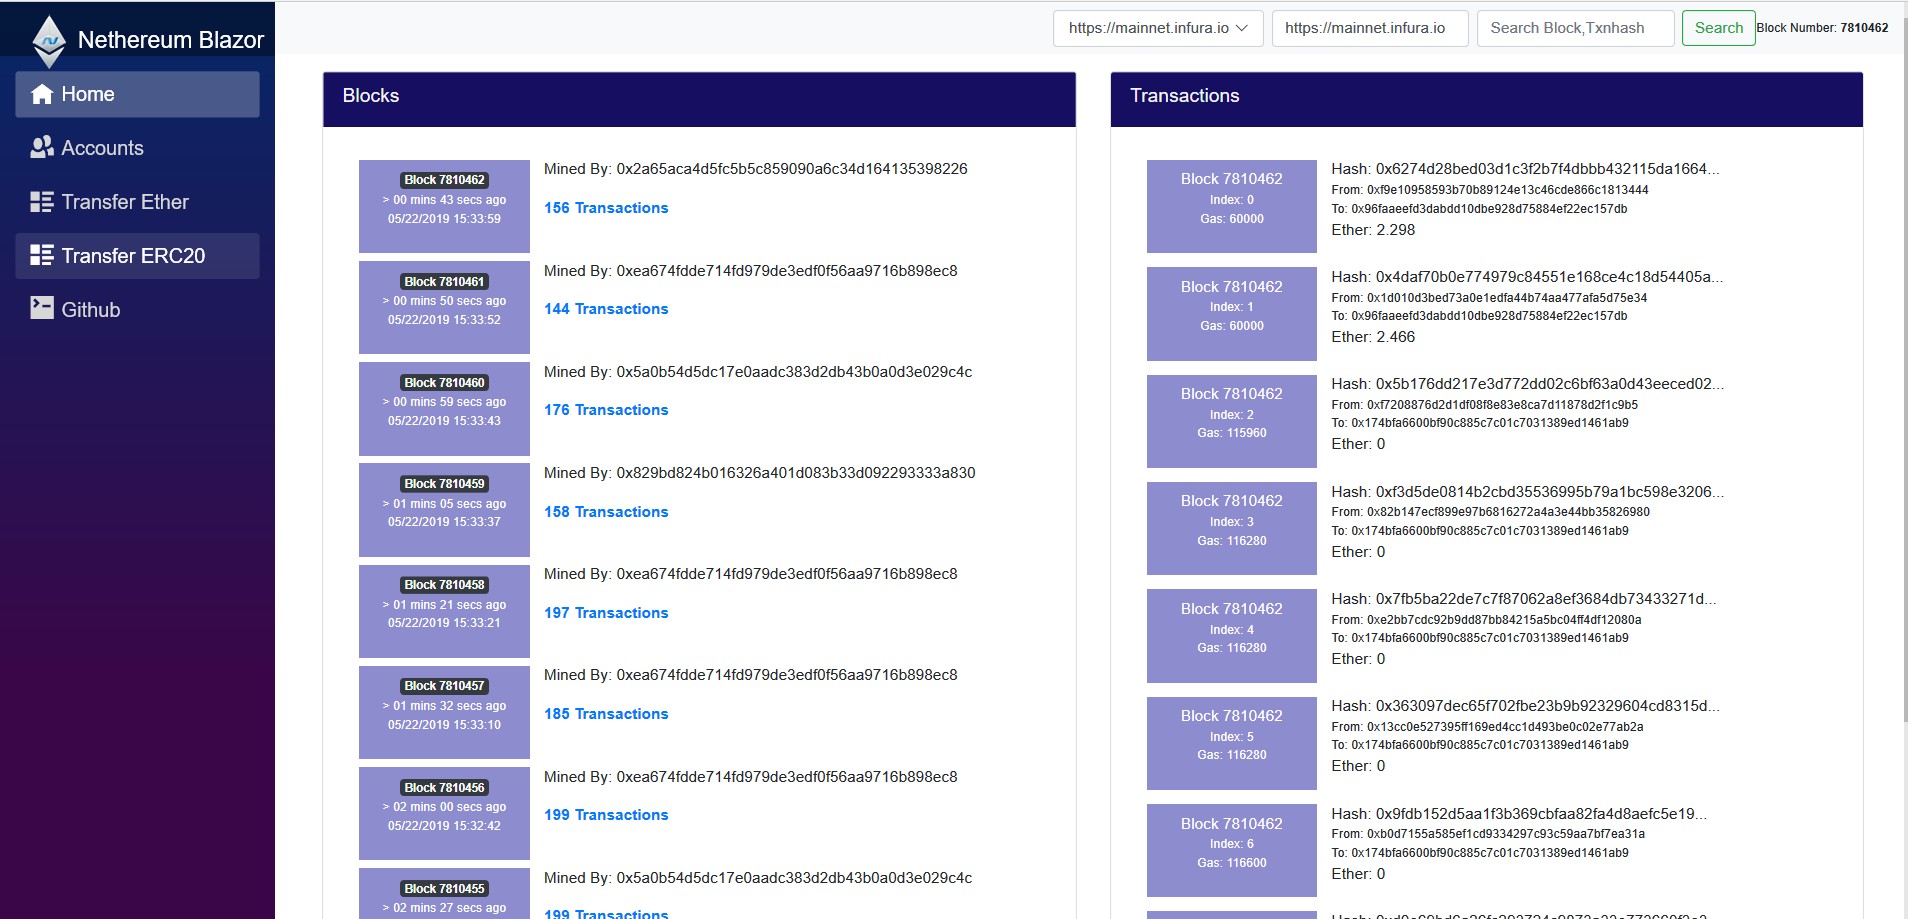 Nethereum Blazor
Home
Accounts
Transfer Ether
Transfer ERC20
Github
https://mainnet.infura.io
https://mainnet.infura.io
Search Block,Txnhash
Search
Block Number: 7810462
Blocks
Block 7810462
> 00 mins 43 secs ago
05/22/2019 15:33:59
Mined By: 0x2a65aca4d5fc5b5c859090a6c34d164135398226
156 Transactions
Block 7810461
> 00 mins 50 secs ago
05/22/2019 15:33:52
Mined By: 0xea674fdde714fd979de3edf0f56aa9716b898ec8
144 Transactions
Block 7810460
> 00 mins 59 secs ago
05/22/2019 15:33:43
Mined By: 0x5a0b54d5dc17e0aadc383d2db43b0a0d3e029c4c
176 Transactions
Block 7810459
> 01 mins 05 secs ago
05/22/2019 15:33:37
Mined By: 0x829bd824b016326a401d083b33d092293333a830
158 Transactions
Block 7810458
> 01 mins 21 secs ago
05/22/2019 15:33:21
Mined By: 0xea674fdde714fd979de3edf0f56aa9716b898ec8
197 Transactions
Block 7810457
> 01 mins 32 secs ago
05/22/2019 15:33:10
Mined By: 0xea674fdde714fd979de3edf0f56aa9716b898ec8
185 Transactions
Block 7810456
> 02 mins 00 secs ago
05/22/2019 15:32:42
Mined By: 0xea674fdde714fd979de3edf0f56aa9716b898ec8
199 Transactions
Block 7810455
> 02 mins 27 secs ago
Mined By: 0x5a0b54d5dc17e0aadc383d2db43b0a0d3e029c4c
199 Transactions
Transactions
Block 7810462
Index: 0
Gas: 60000
Hash: 0x6274d28bed03d1c3f2b7f4dbbb432115da1664...
From: 0xf9e10958593b70b89124e13c46cde866c1813444
To: 0x96faaeefd3dabdd10dbe928d75884ef22ec157db
Ether: 2.298
Block 7810462
Index: 1
Gas: 60000
Hash: 0x4daf70b0e774979c84551e168ce4c18d54405a...
From: 0x1d010d3bed73a0e1edfa44b74aa477afa5d75e34
To: 0x96faaeefd3dabdd10dbe928d75884ef22ec157db
Ether: 2.466
Block 7810462
Index: 2
Gas: 115960
Hash: 0x5b176dd217e3d772dd02c6bf63a0d43eeced02...
From: 0xf7208876d2d1df08f8e83e8ca7d11878d2f1c9b5
To: 0x174bfa6600bf90c885c7c01c7031389ed1461ab9
Ether: 0
Block 7810462
Index: 3
Gas: 116280
Hash: 0xf3d5de0814b2cbd35536995b79a1bc598e3206...
From: 0x82b147ecf899e97b6816272a4a3e44bb35826980
To: 0x174bfa6600bf90c885c7c01c7031389ed1461ab9
Ether: 0
Block 7810462
Index: 4
Gas: 116280
Hash: 0x7fb5ba22de7c7f87062a8ef3684db73433271d...
From: 0xe2bb7cdc92b9dd87bb84215a5bc04ff4df12080a
To: 0x174bfa6600bf90c885c7c01c7031389ed1461ab9
Ether: 0
Block 7810462
Index: 5
Gas: 116280
Hash: 0x363097dec65f702fbe23b9b92329604cd8315d...
From: 0x13cc0e527395ff169ed4cc1d493be0c02e77ab2a
To: 0x174bfa6600bf90c885c7c01c7031389ed1461ab9
Ether: 0
Block 7810462
Index: 6
Gas: 116600
Hash: 0x9fdb152d5aa1f3b369cbfaa82fa4d8aefc5e19...
From: 0xb0d7155a585ef1cd9334297c93c59aa7bf7ea31a
To: 0x174bfa6600bf90c885c7c01c7031389ed1461ab9
Ether: 0